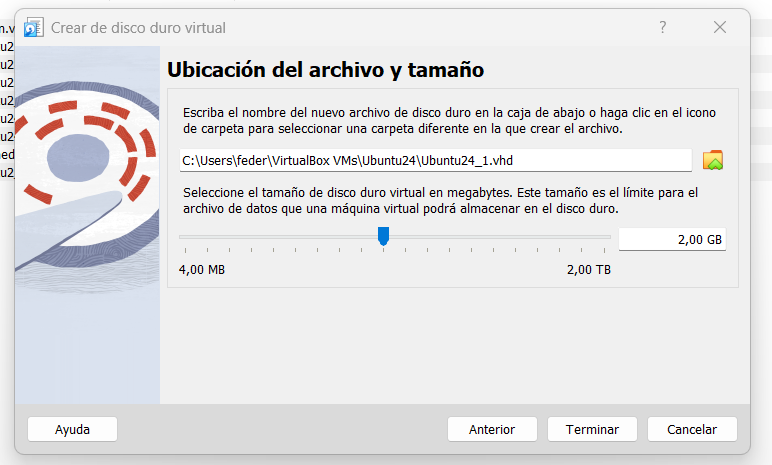 Crear de disco duro virtual
?
n.v
u2
u2
u2
u2
u2
u2
ned
u2_
Ubicación del archivo y tamaño
Escriba el nombre del nuevo archivo de disco duro en la caja de abajo o haga clic en el icono
de carpeta para seleccionar una carpeta diferente en la que crear el archivo.
C:\Users\feder\VirtualBox VMs\Ubuntu24\Ubuntu24_1.vhd
Seleccione el tamaño de disco duro virtual en megabytes. Este tamaño es el límite para el
archivo de datos que una máquina virtual podrá almacenar en el disco duro.
2,00 GB
4,00 MB
2,00 TB
Ayuda
Anterior
Terminar
Cancelar